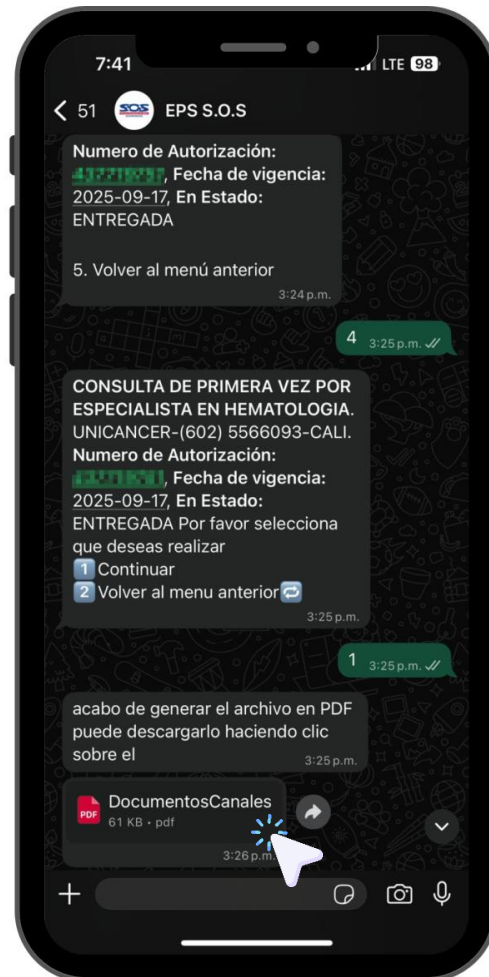 7:41
LTE 98
51
SOS
EPS S.O.S
Numero de Autorización:
, Fecha de vigencia:
2025-09-17, En Estado:
ENTREGADA
5. Volver al menú anterior
3:24 p.m.
4
3:25 p.m.
CONSULTA DE PRIMERA VEZ POR
ESPECIALISTA EN HEMATOLOGIA.
UNICANCER-(602) 5566093-CALI.
Numero de Autorización:
, Fecha de vigencia:
2025-09-17, En Estado:
ENTREGADA Por favor selecciona
que deseas realizar
1 Continuar
2 Volver al menu anterior
3:25 p.m.
1
3:25 p.m.
acabo de generar el archivo en PDF
puede descargarlo haciendo clic
sobre el
3:25 p.m.
DocumentosCanales
PDF
61 KB • pdf
3:26 p.m.